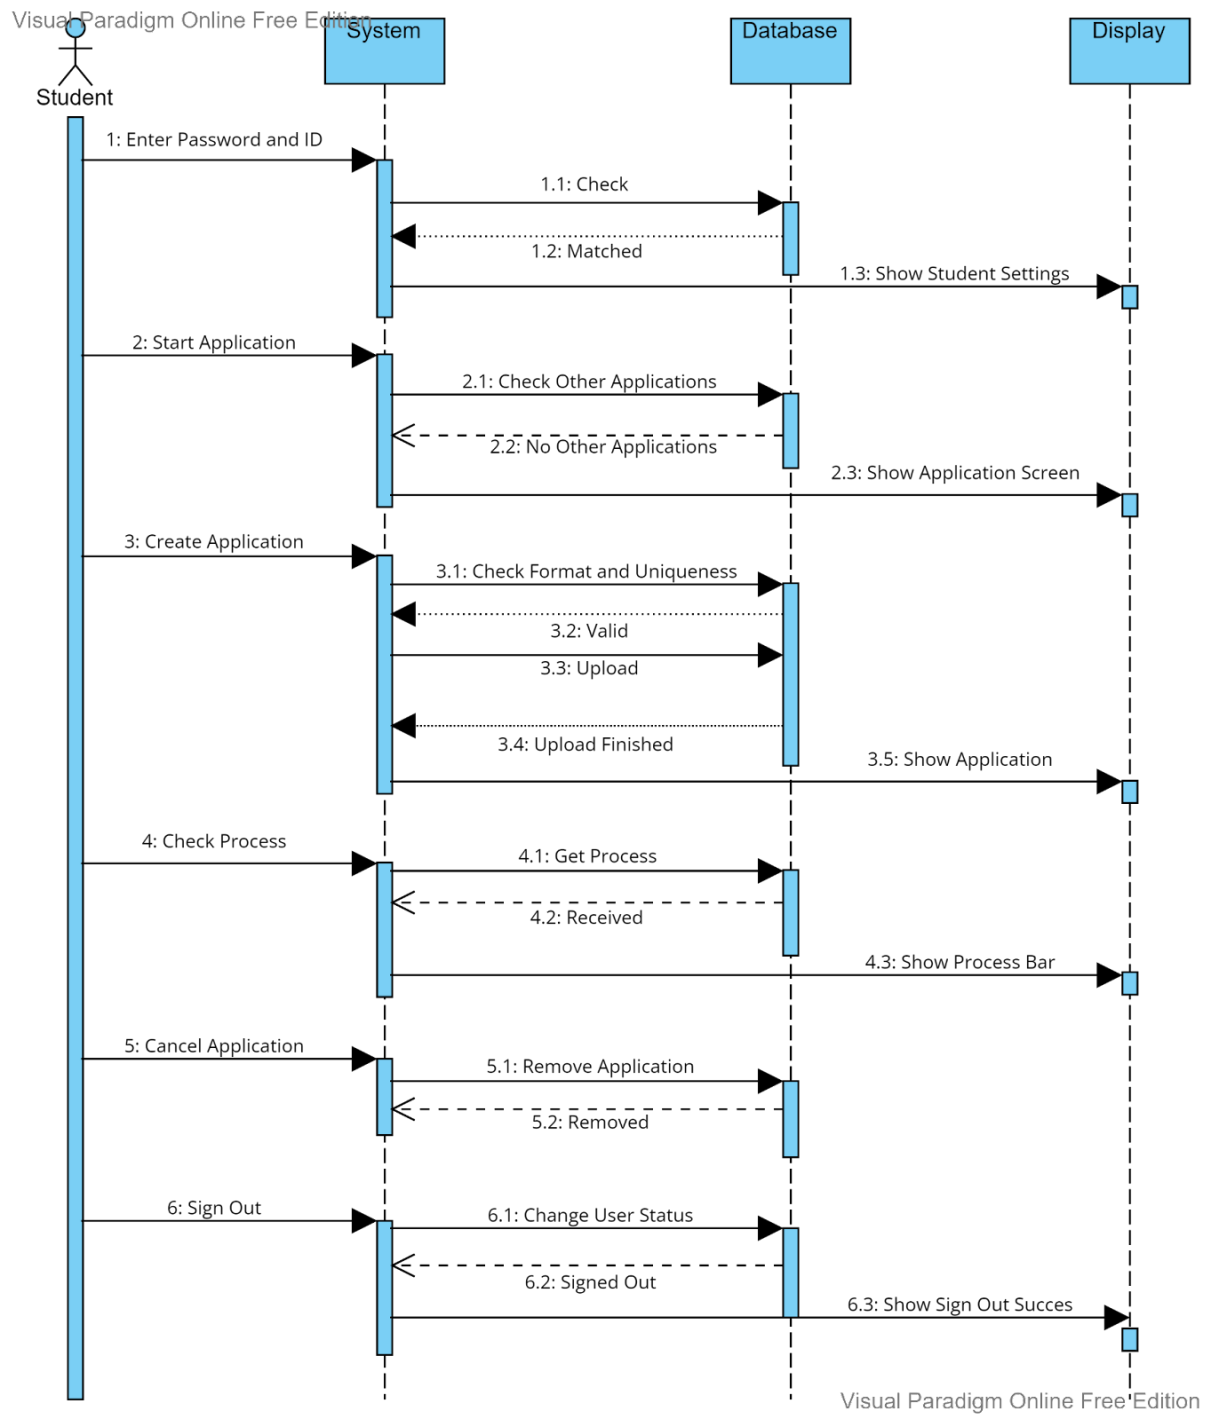 Visual Paradigm Online Free Edition
System
Database
Display
Student
1: Enter Password and ID
1.1: Check
1.2: Matched
1.3: Show Student Settings
2: Start Application
2.1: Check Other Applications
2.2: No Other Applications
2.3: Show Application Screen
3: Create Application
3.1: Check Format and Uniqueness
3.2: Valid
3.3: Upload
3.4: Upload Finished
3.5: Show Application
4: Check Process
4.1: Get Process
4.2: Received
4.3: Show Process Bar
5: Cancel Application
5.1: Remove Application
5.2: Removed
6: Sign Out
6.1: Change User Status
6.2: Signed Out
6.3: Show Sign Out Succes
Visual Paradigm Online Free Edition